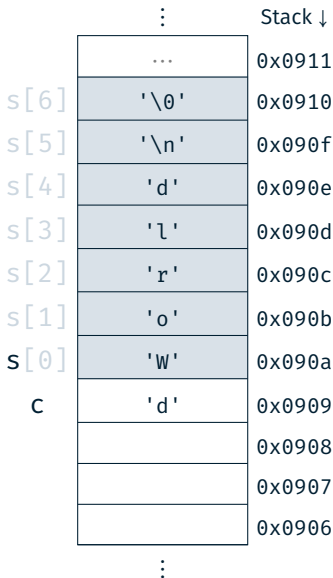 ⋮ Stack ↓
... 0x0911
s[6] '\0' 0x0910
s[5] '\n' 0x090f
s[4] 'd' 0x090e
s[3] 'l' 0x090d
s[2] 'r' 0x090c
s[1] 'o' 0x090b
s[0] 'W' 0x090a
c 'd' 0x0909
0x0908
0x0907
0x0906
⋮